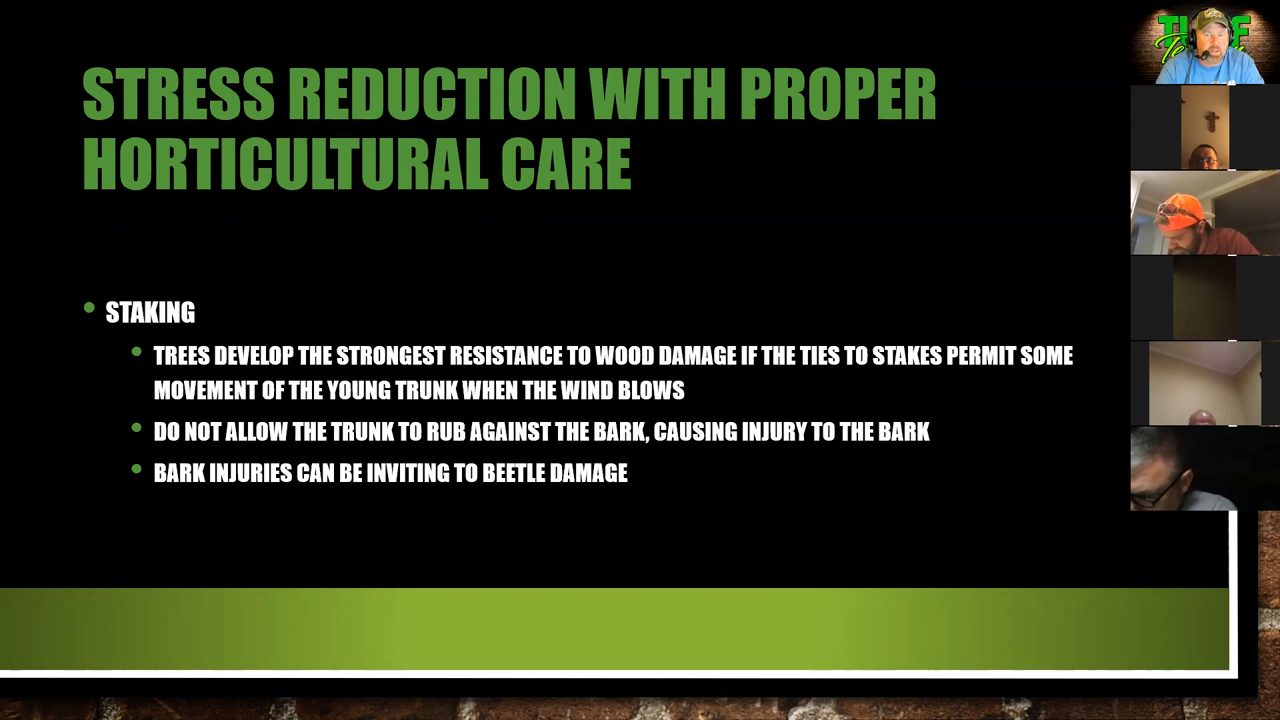 STRESS REDUCTION WITH PROPER
HORTICULTURAL CARE
STAKING
TREES DEVELOP THE STRONGEST RESISTANCE TO WOOD DAMAGE IF THE TIES TO STAKES PERMIT SOME
MOVEMENT OF THE YOUNG TRUNK WHEN THE WIND BLOWS
DO NOT ALLOW THE TRUNK TO RUB AGAINST THE BARK, CAUSING INJURY TO THE BARK
BARK INJURIES CAN BE INVITING TO BEETLE DAMAGE